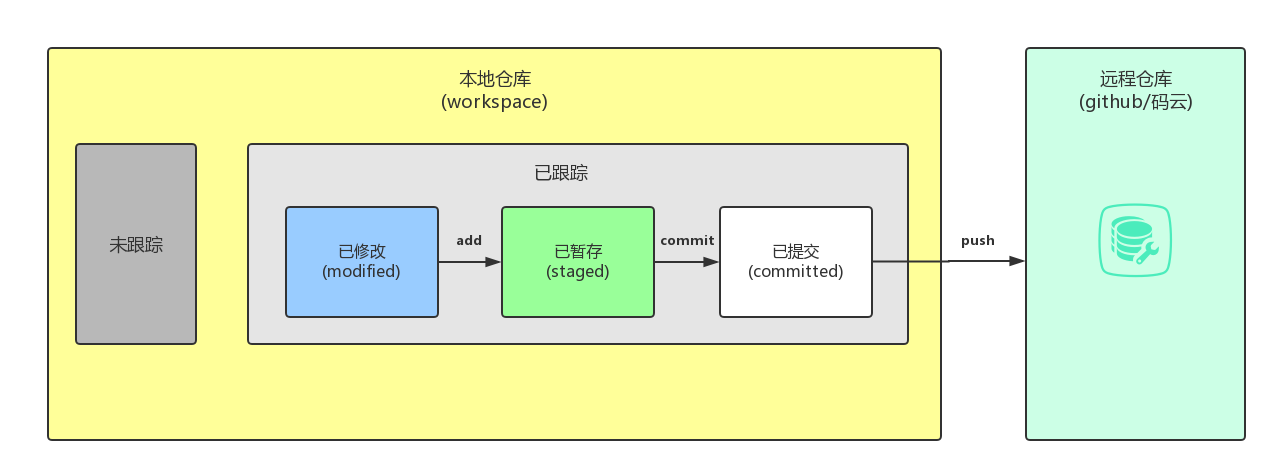 本地仓库
(workspace)
远程仓库
(github/码云)
已跟踪
未跟踪
已修改
(modified)
add
已暂存
(staged)
commit
已提交
(committed)
push